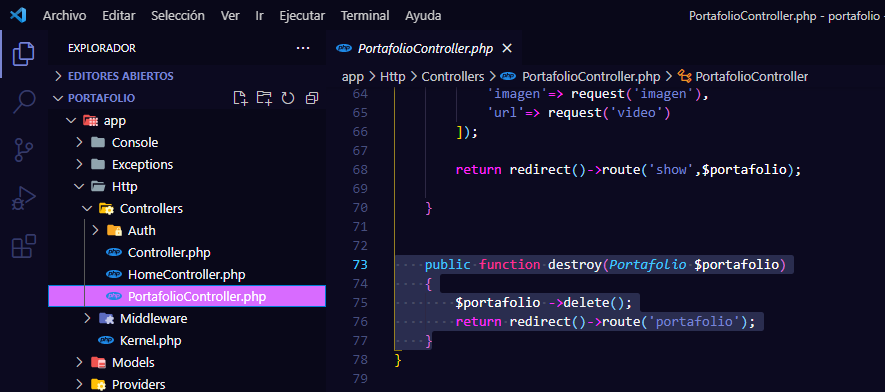 Archivo Editar Selección Ver Ir Ejecutar Terminal Ayuda PortafolioController.php - portafolio -
EXPLORADOR ···
EDITORES ABIERTOS
PORTAFOLIO
app
Console
Exceptions
Http
Controllers
Auth
Controller.php
HomeController.php
PortafolioController.php
Middleware
Kernel.php
Models
Providers
php PortafolioController.php ×
app > Http > Controllers > php PortafolioController.php > PortafolioController
64 'imagen'=> request('imagen'),
65 'url'=> request('video')
66 ]);
67
68 return redirect()->route('show',$portafolio);
69
70 }
71
72
73 public function destroy(Portafolio $portafolio)
74 {
75 $portafolio ->delete();
76 return redirect()->route('portafolio');
77 }
78 }
79